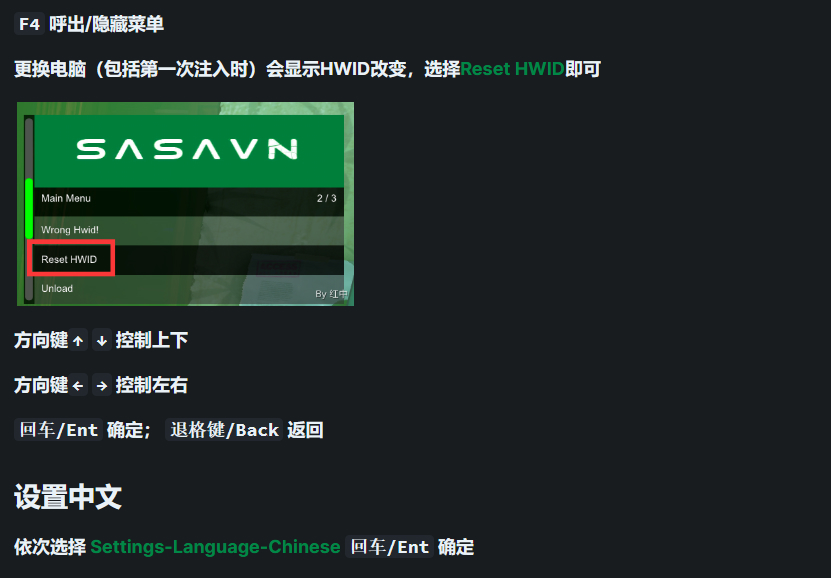 F4 呼出/隐藏菜单
更换电脑（包括第一次注入时）会显示HWID改变，选择Reset HWID即可
SASAVN
Main Menu 2 / 3
Wrong Hwid!
Reset HWID
Unload
By 红中
方向键 ↑ ↓ 控制上下
方向键 ← → 控制左右
回车/Ent 确定； 退格键/Back 返回
设置中文
依次选择 Settings-Language-Chinese 回车/Ent 确定